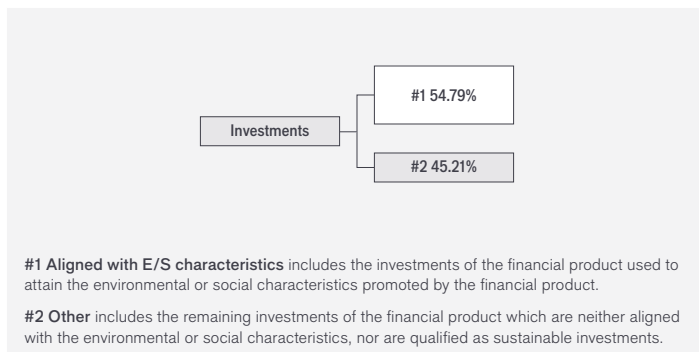 #1 54.79%
Investments
#2 45.21%
#1 Aligned with E/S characteristics includes the investments of the financial product used to
attain the environmental or social characteristics promoted by the financial product.
#2 Other includes the remaining investments of the financial product which are neither aligned
with the environmental or social characteristics, nor are qualified as sustainable investments.